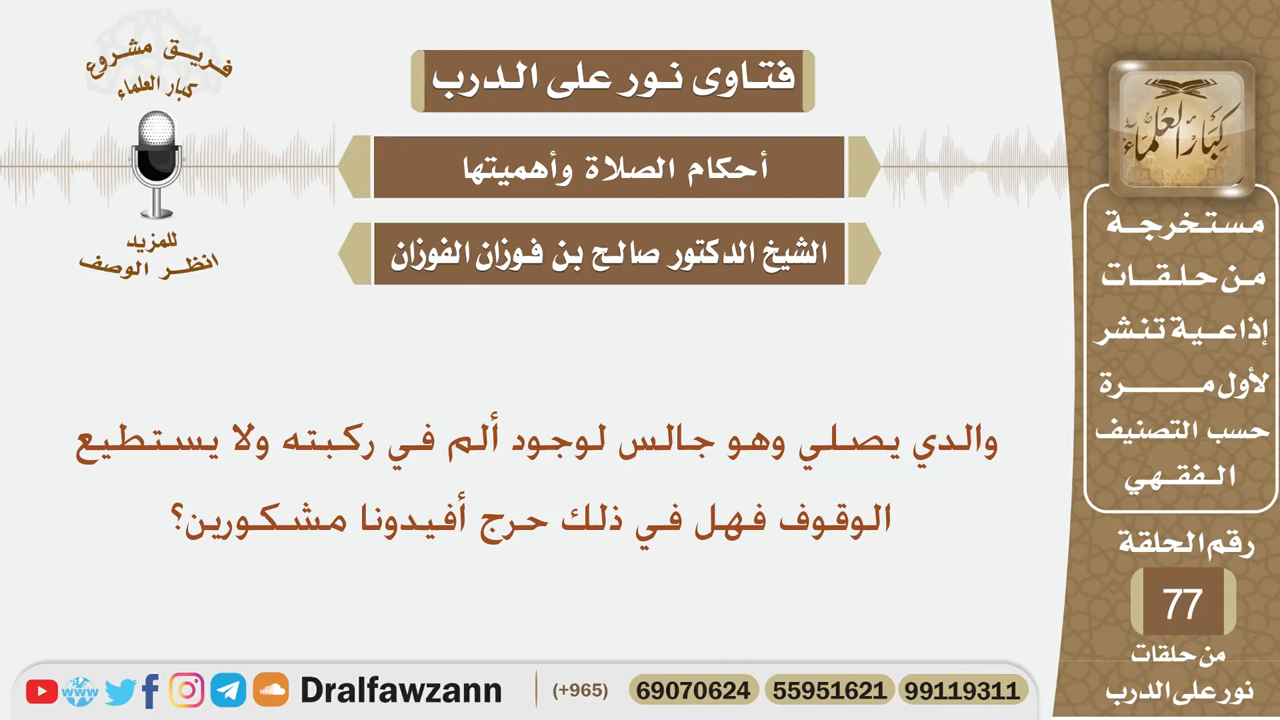 فريق مشروع
كبار العلماء
للمزيد
انظر الوصف
فتاوى نور على الدرب
أحكام الصلاة وأهميتها
الشيخ الدكتور صالح بن فوزان الفوزان
والدي يصلي وهو جالس لوجود ألم في ركبته ولا يستطيع
الوقوف فهل في ذلك حرج أفيدونا مشكورين؟
كبار العلماء
مستخرجة
من حلقات
إذاعية تنشر
لأول مرة
حسب التصنيف
الفقهي
رقم الحلقة
77
من حلقات
نور على الدرب
www
Dralfawzann
(+965)
69070624
55951621
99119311